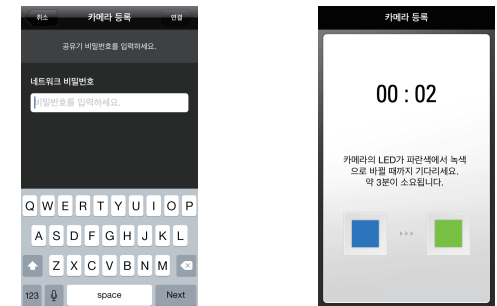 취소 카메라 등록 연결
공유기 비밀번호를 입력하세요.
네트워크 비밀번호
비밀번호를 입력하세요.
Q W E R T Y U I O P
A S D F G H J K L
Z X C V B N M
123 space Next
카메라 등록
00 : 02
카메라의 LED가 파란색에서 녹색
으로 바뀔 때까지 기다리세요.
약 3분이 소요됩니다.